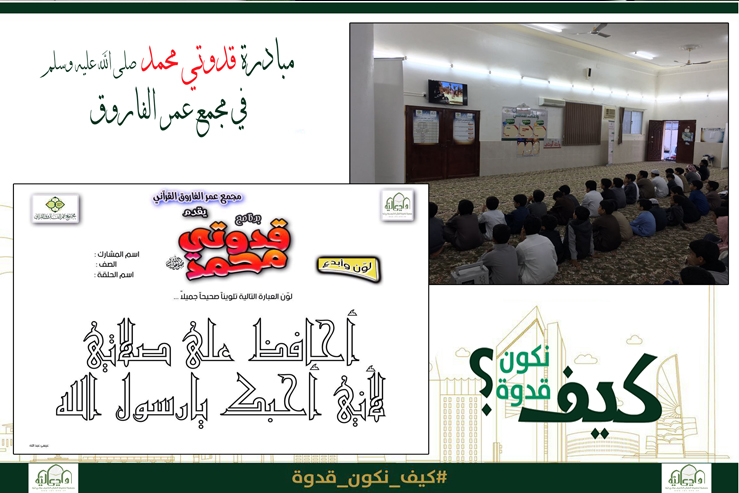 مبادرة قدوتي محمد صلى الله عليه وسلم
في مجمع عمر الفاروق
مجمع عمر الفاروق القرآني
يقدم
برنامج
قدوتي
محمد
لون وابدع
اسم المشارك :
الصف :
اسم الحلقة :
لوّن العبارة التالية تلويناً صحيحاً جميلاً ...
أحافظ على صلاتي
لأني أحبك يارسول الله
كيف
نكون
قدوة
؟
#كيف_نكون_قدوة